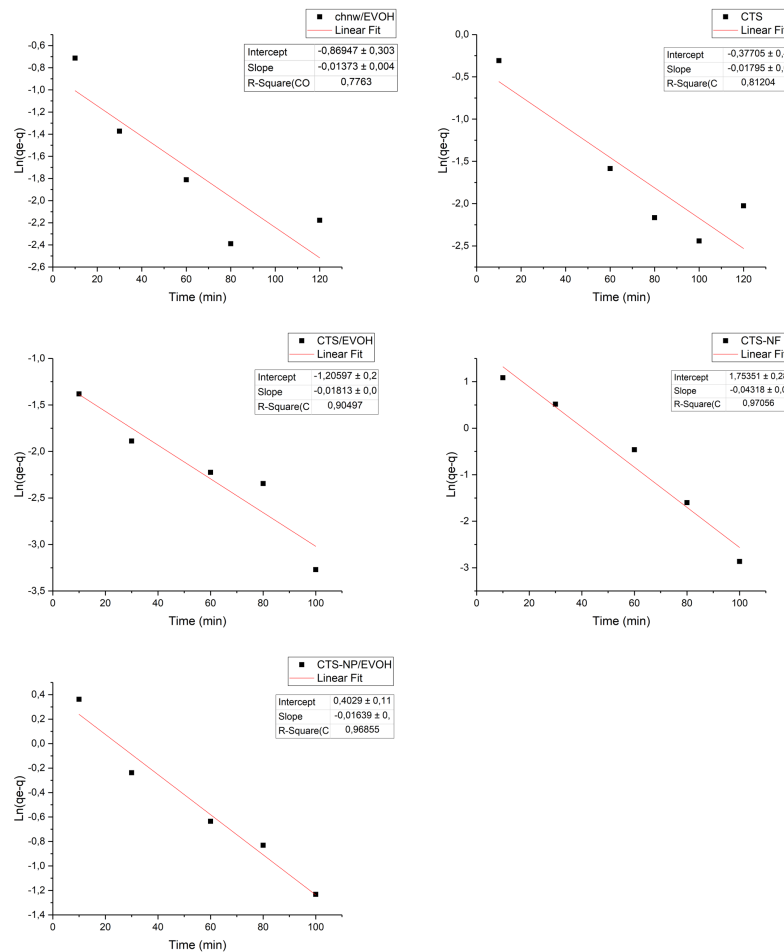 chnw/EVOH
Linear Fit
Intercept -0,86947 ± 0,303
Slope -0,01373 ± 0,004
R-Square(CO 0,7763
-0,6
-0,8
-1,0
-1,2
-1,4
-1,6
-1,8
-2,0
-2,2
-2,4
-2,6
Ln(qe-q)
0 20 40 60 80 100 120
Time (min)
CTS
Linear Fi
Intercept -0,37705 ± 0,
Slope -0,01795 ± 0,
R-Square(C 0,81204
0,0
-0,5
-1,0
-1,5
-2,0
-2,5
Ln(qe-q)
0 20 40 60 80 100 120
Time (min)
CTS/EVOH
Linear Fit
Intercept -1,20597 ± 0,2
Slope -0,01813 ± 0,0
R-Square(C 0,90497
-1,0
-1,5
-2,0
-2,5
-3,0
-3,5
Ln(qe-q)
0 20 40 60 80 100
Time (min)
CTS-NF
Linear Fi
Intercept 1,75351 ± 0,28
Slope -0,04318 ± 0,0
R-Square(C 0,97056
1
0
-1
-2
-3
Ln(qe-q)
0 20 40 60 80 100
Time (min)
CTS-NP/EVOH
Linear Fit
Intercept 0,4029 ± 0,11
Slope -0,01639 ± 0,
R-Square(C 0,96855
0,4
0,2
0,0
-0,2
-0,4
-0,6
-0,8
-1,0
-1,2
-1,4
Ln(qe-q)
0 20 40 60 80 100
Time (min)